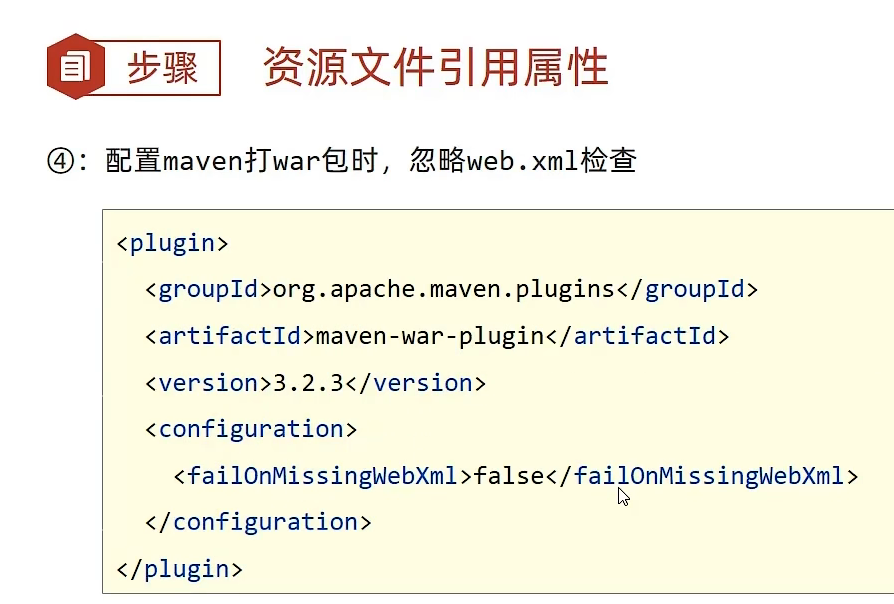 步骤 资源文件引用属性
④：配置maven打war包时，忽略web.xml检查
<plugin>
<groupId>org.apache.maven.plugins</groupId>
<artifactId>maven-war-plugin</artifactId>
<version>3.2.3</version>
<configuration>
<failOnMissingWebXml>false</failOnMissingWebXml>
</configuration>
</plugin>